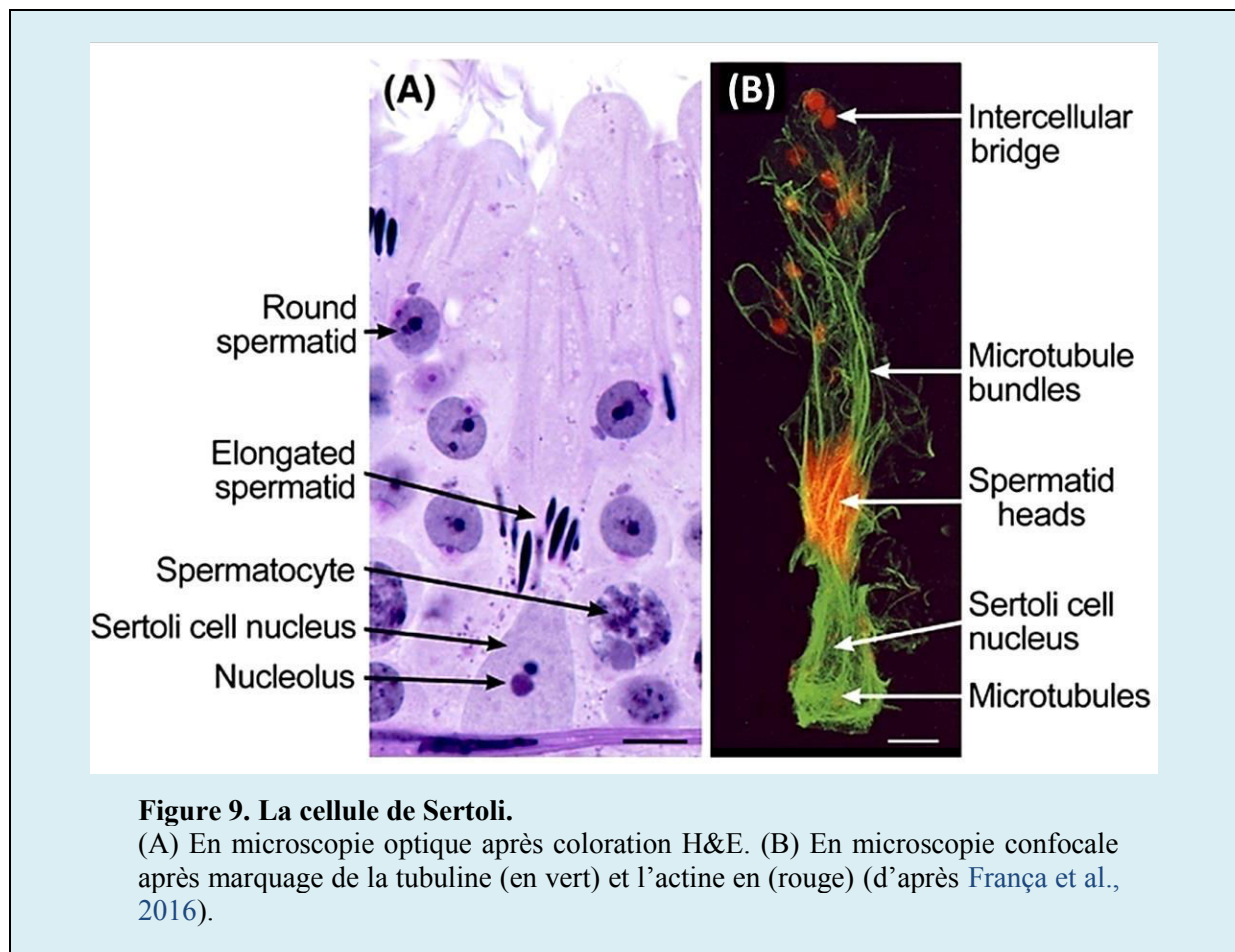 (A)
Round
spermatid
Elongated
spermatid
Spermatocyte
Sertoli cell nucleus
Nucleolus
(B)
Intercellular
bridge
Microtubule
bundles
Spermatid
heads
Sertoli cell
nucleus
Microtubules
Figure 9. La cellule de Sertoli.
(A) En microscopie optique après coloration H&E. (B) En microscopie confocale
après marquage de la tubuline (en vert) et l’actine en (rouge) (d’après França et al.,
2016).